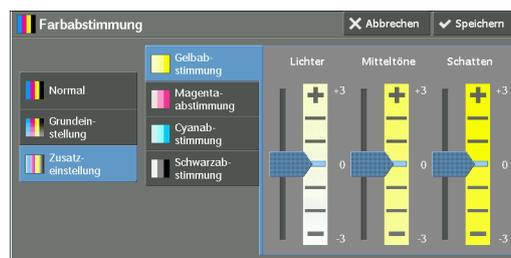 Farbabstimmung
Abbrechen
Speichern
Normal
Grundein-
stellung
Zusatz-
einstellung
Gelbab-
stimmung
Magenta-
abstimmung
Cyanab-
stimmung
Schwarzab-
stimmung
Lichter Mitteltöne Schatten
+ +3 + +3 + +3
0 0 0
-3 -3 -3